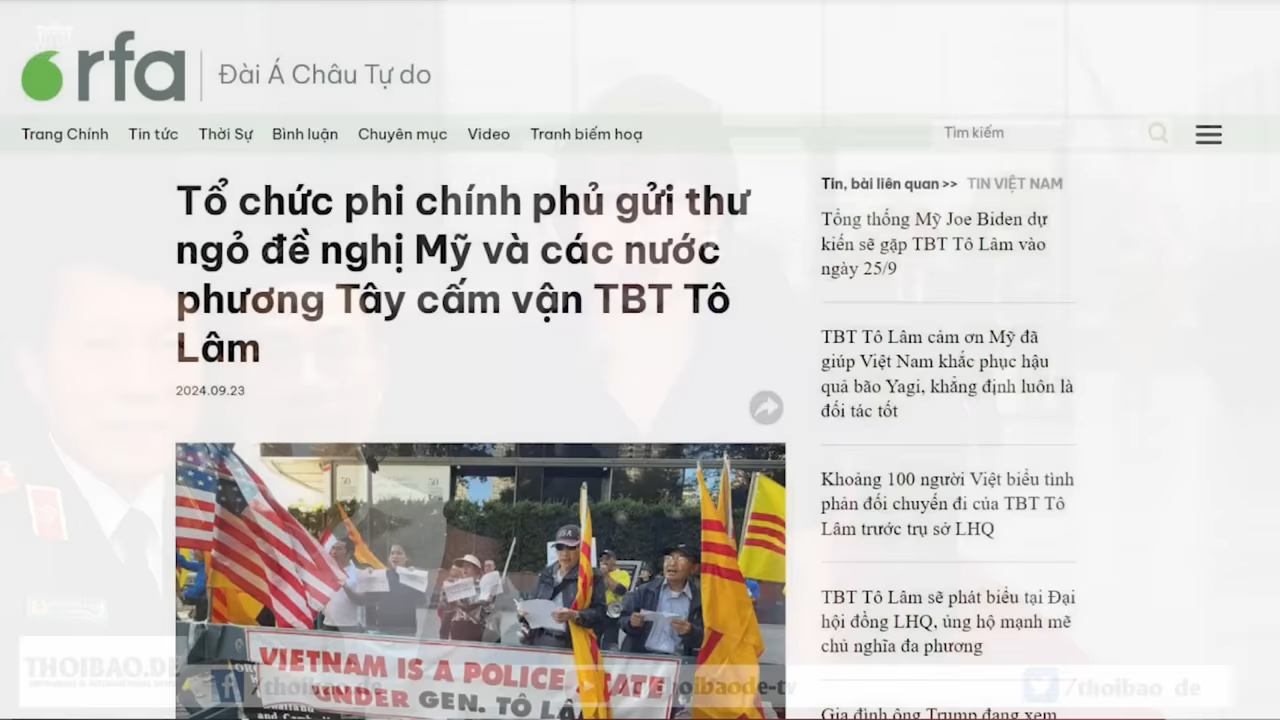 rfa Đài Á Châu Tự do
Trang Chính Tin tức Thời Sự Bình luận Chuyên mục Video Tranh biếm hoạ
Tìm kiếm
Tổ chức phi chính phủ gửi thư
ngỏ đề nghị Mỹ và các nước
phương Tây cấm vận TBT Tô
Lâm
2024.09.23
VIETNAM IS A POLICE
UNDER GEN. TÔ LÂ
Tin, bài liên quan >> TIN VIỆT NAM
Tổng thống Mỹ Joe Biden dự
kiến sẽ gặp TBT Tô Lâm vào
ngày 25/9
TBT Tô Lâm cảm ơn Mỹ đã
giúp Việt Nam khắc phục hậu
quả bão Yagi, khẳng định luôn là
đối tác tốt
Khoảng 100 người Việt biểu tình
phản đối chuyến đi của TBT Tô
Lâm trước trụ sở LHQ
TBT Tô Lâm sẽ phát biểu tại Đại
hội đồng LHQ, ủng hộ mạnh mẽ
chủ nghĩa đa phương
Gia đình ông Trump đang xem
THOIBAO.DE
/thoibao.de
/thoibao_de